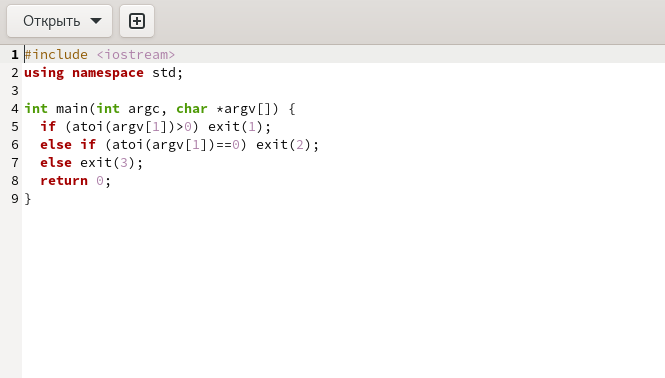 Открыть
1 #include <iostream>
2 using namespace std;
3
4 int main(int argc, char *argv[]) {
5   if (atoi(argv[1])>0) exit(1);
6   else if (atoi(argv[1])==0) exit(2);
7   else exit(3);
8   return 0;
9 }